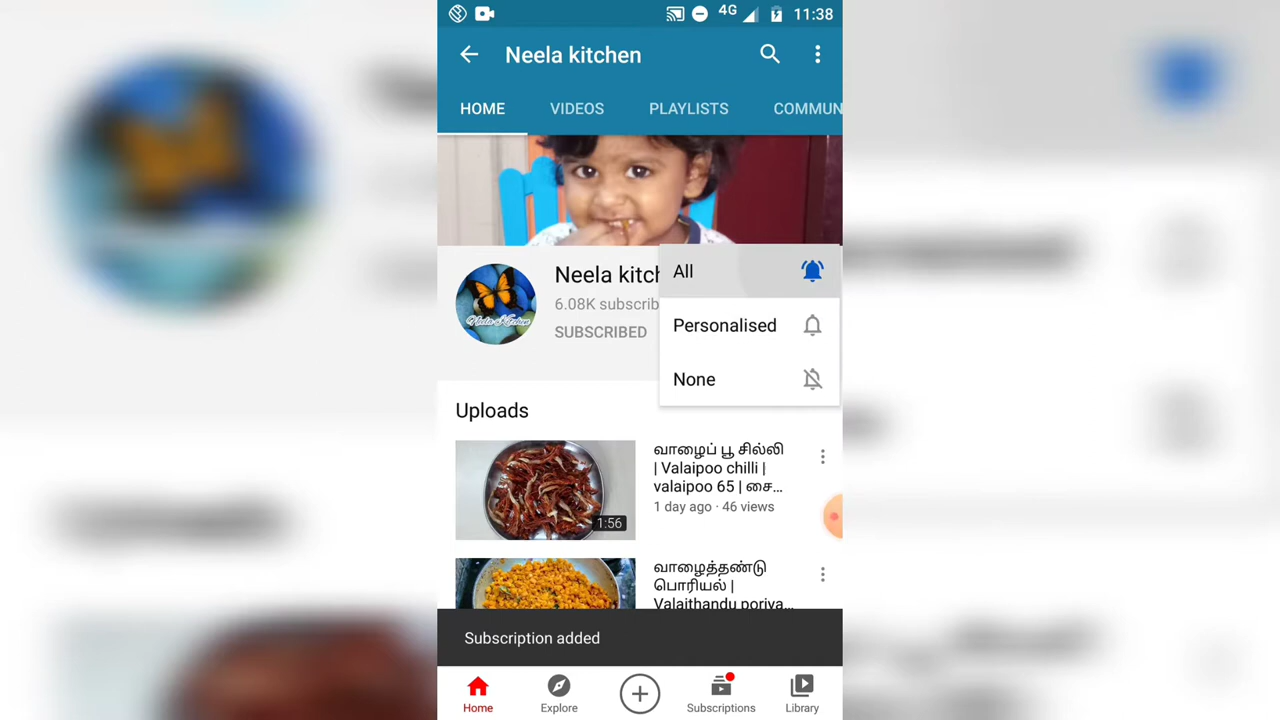 4G 11:38
Neela kitchen
HOME VIDEOS PLAYLISTS COMMUN
Neela kitch
6.08K subscrib
SUBSCRIBED
All
Personalised
None
Neela Kitchen
Uploads
வாழைப் பூ சில்லி
| Valaipoo chilli |
valaipoo 65 | சை...
1 day ago · 46 views
1:56
வாழைத்தண்டு
பொரியல் |
Valaithandu poriya...
Subscription added
Home Explore Subscriptions Library